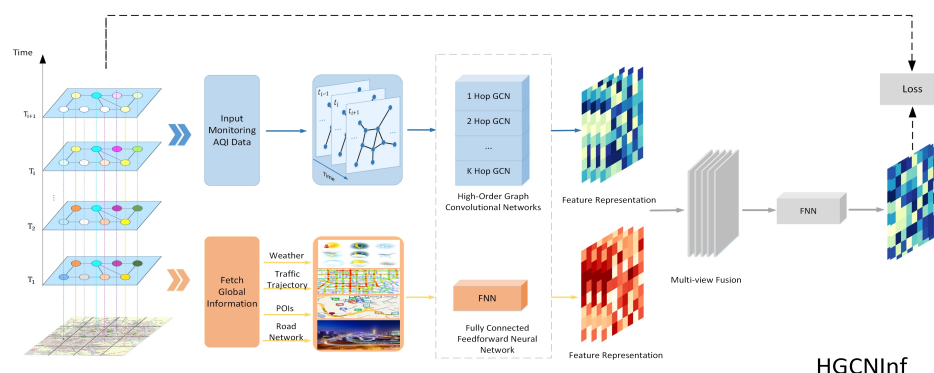 Time
T_{i+1}
T_i
...
T_2
T_1
Input
Monitoring
AQI Data
t_{i-1}
t_i
t_{i+1}
...
...
...
Time
1 Hop GCN
2 Hop GCN
...
K Hop GCN
High-Order Graph
Convolutional Networks
Feature Representation
Loss
Fetch
Global
Information
Weather
Traffic
Trajectory
POIs
Road
Network
FNN
Fully Connected
Feedforward Neural
Network
Feature Representation
Multi-view Fusion
FNN
HGCNInf